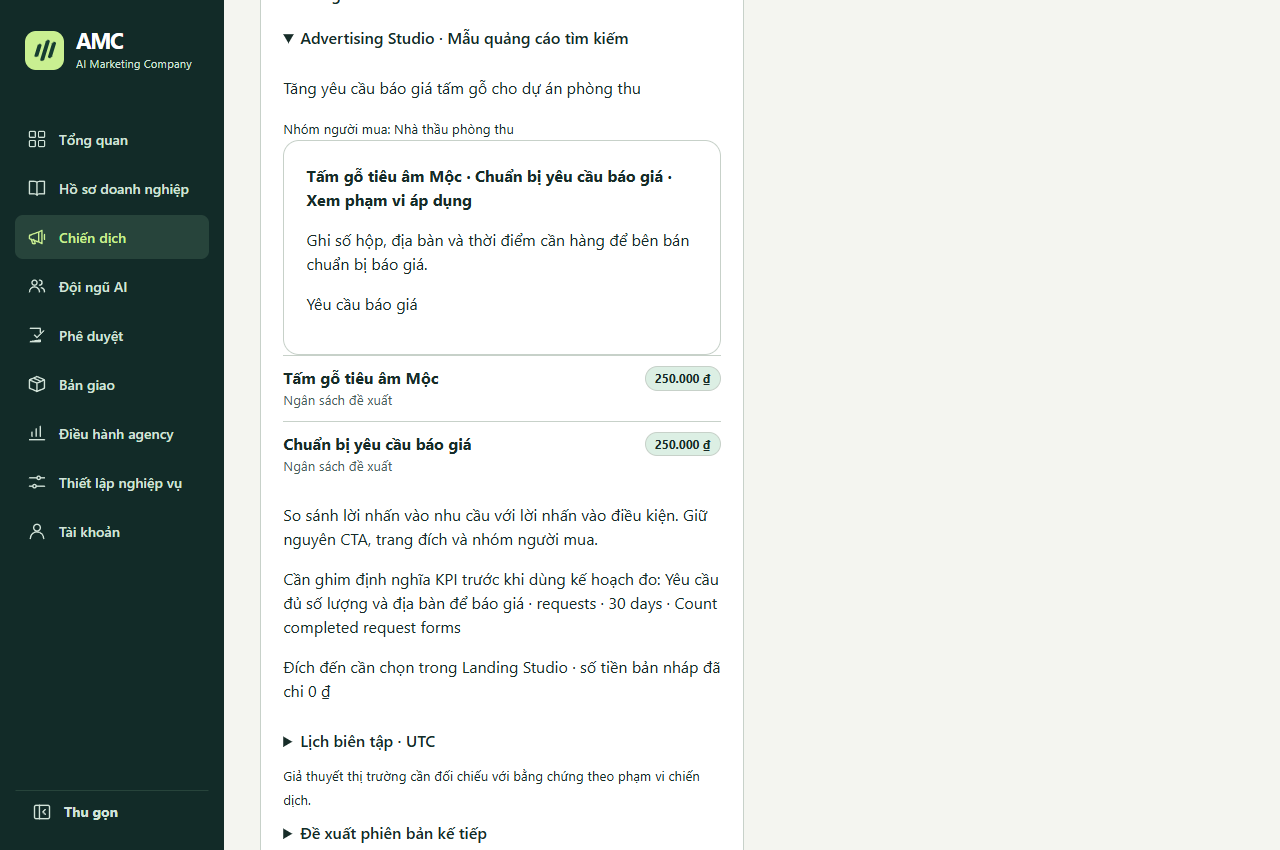 AMC
AI Marketing Company
Tổng quan
Hồ sơ doanh nghiệp
Chiến dịch
Đội ngũ AI
Phê duyệt
Bản giao
Điều hành agency
Thiết lập nghiệp vụ
Tài khoản
Thu gọn
Advertising Studio · Mẫu quảng cáo tìm kiếm
Tăng yêu cầu báo giá tấm gỗ cho dự án phòng thu
Nhóm người mua: Nhà thầu phòng thu
Tấm gỗ tiêu âm Mộc · Chuẩn bị yêu cầu báo giá ·
Xem phạm vi áp dụng
Ghi số hộp, địa bàn và thời điểm cần hàng để bên bán
chuẩn bị báo giá.
Yêu cầu báo giá
Tấm gỗ tiêu âm Mộc
250.000 ₫
Ngân sách đề xuất
Chuẩn bị yêu cầu báo giá
250.000 ₫
Ngân sách đề xuất
So sánh lời nhấn vào nhu cầu với lời nhấn vào điều kiện. Giữ
nguyên CTA, trang đích và nhóm người mua.
Cần ghim định nghĩa KPI trước khi dùng kế hoạch đo: Yêu cầu
đủ số lượng và địa bàn để báo giá · requests · 30 days · Count
completed request forms
Đích đến cần chọn trong Landing Studio · số tiền bản nháp đã
chi 0 ₫
Lịch biên tập · UTC
Giả thuyết thị trường cần đối chiếu với bằng chứng theo phạm vi chiến
dịch.
Đề xuất phiên bản kế tiếp